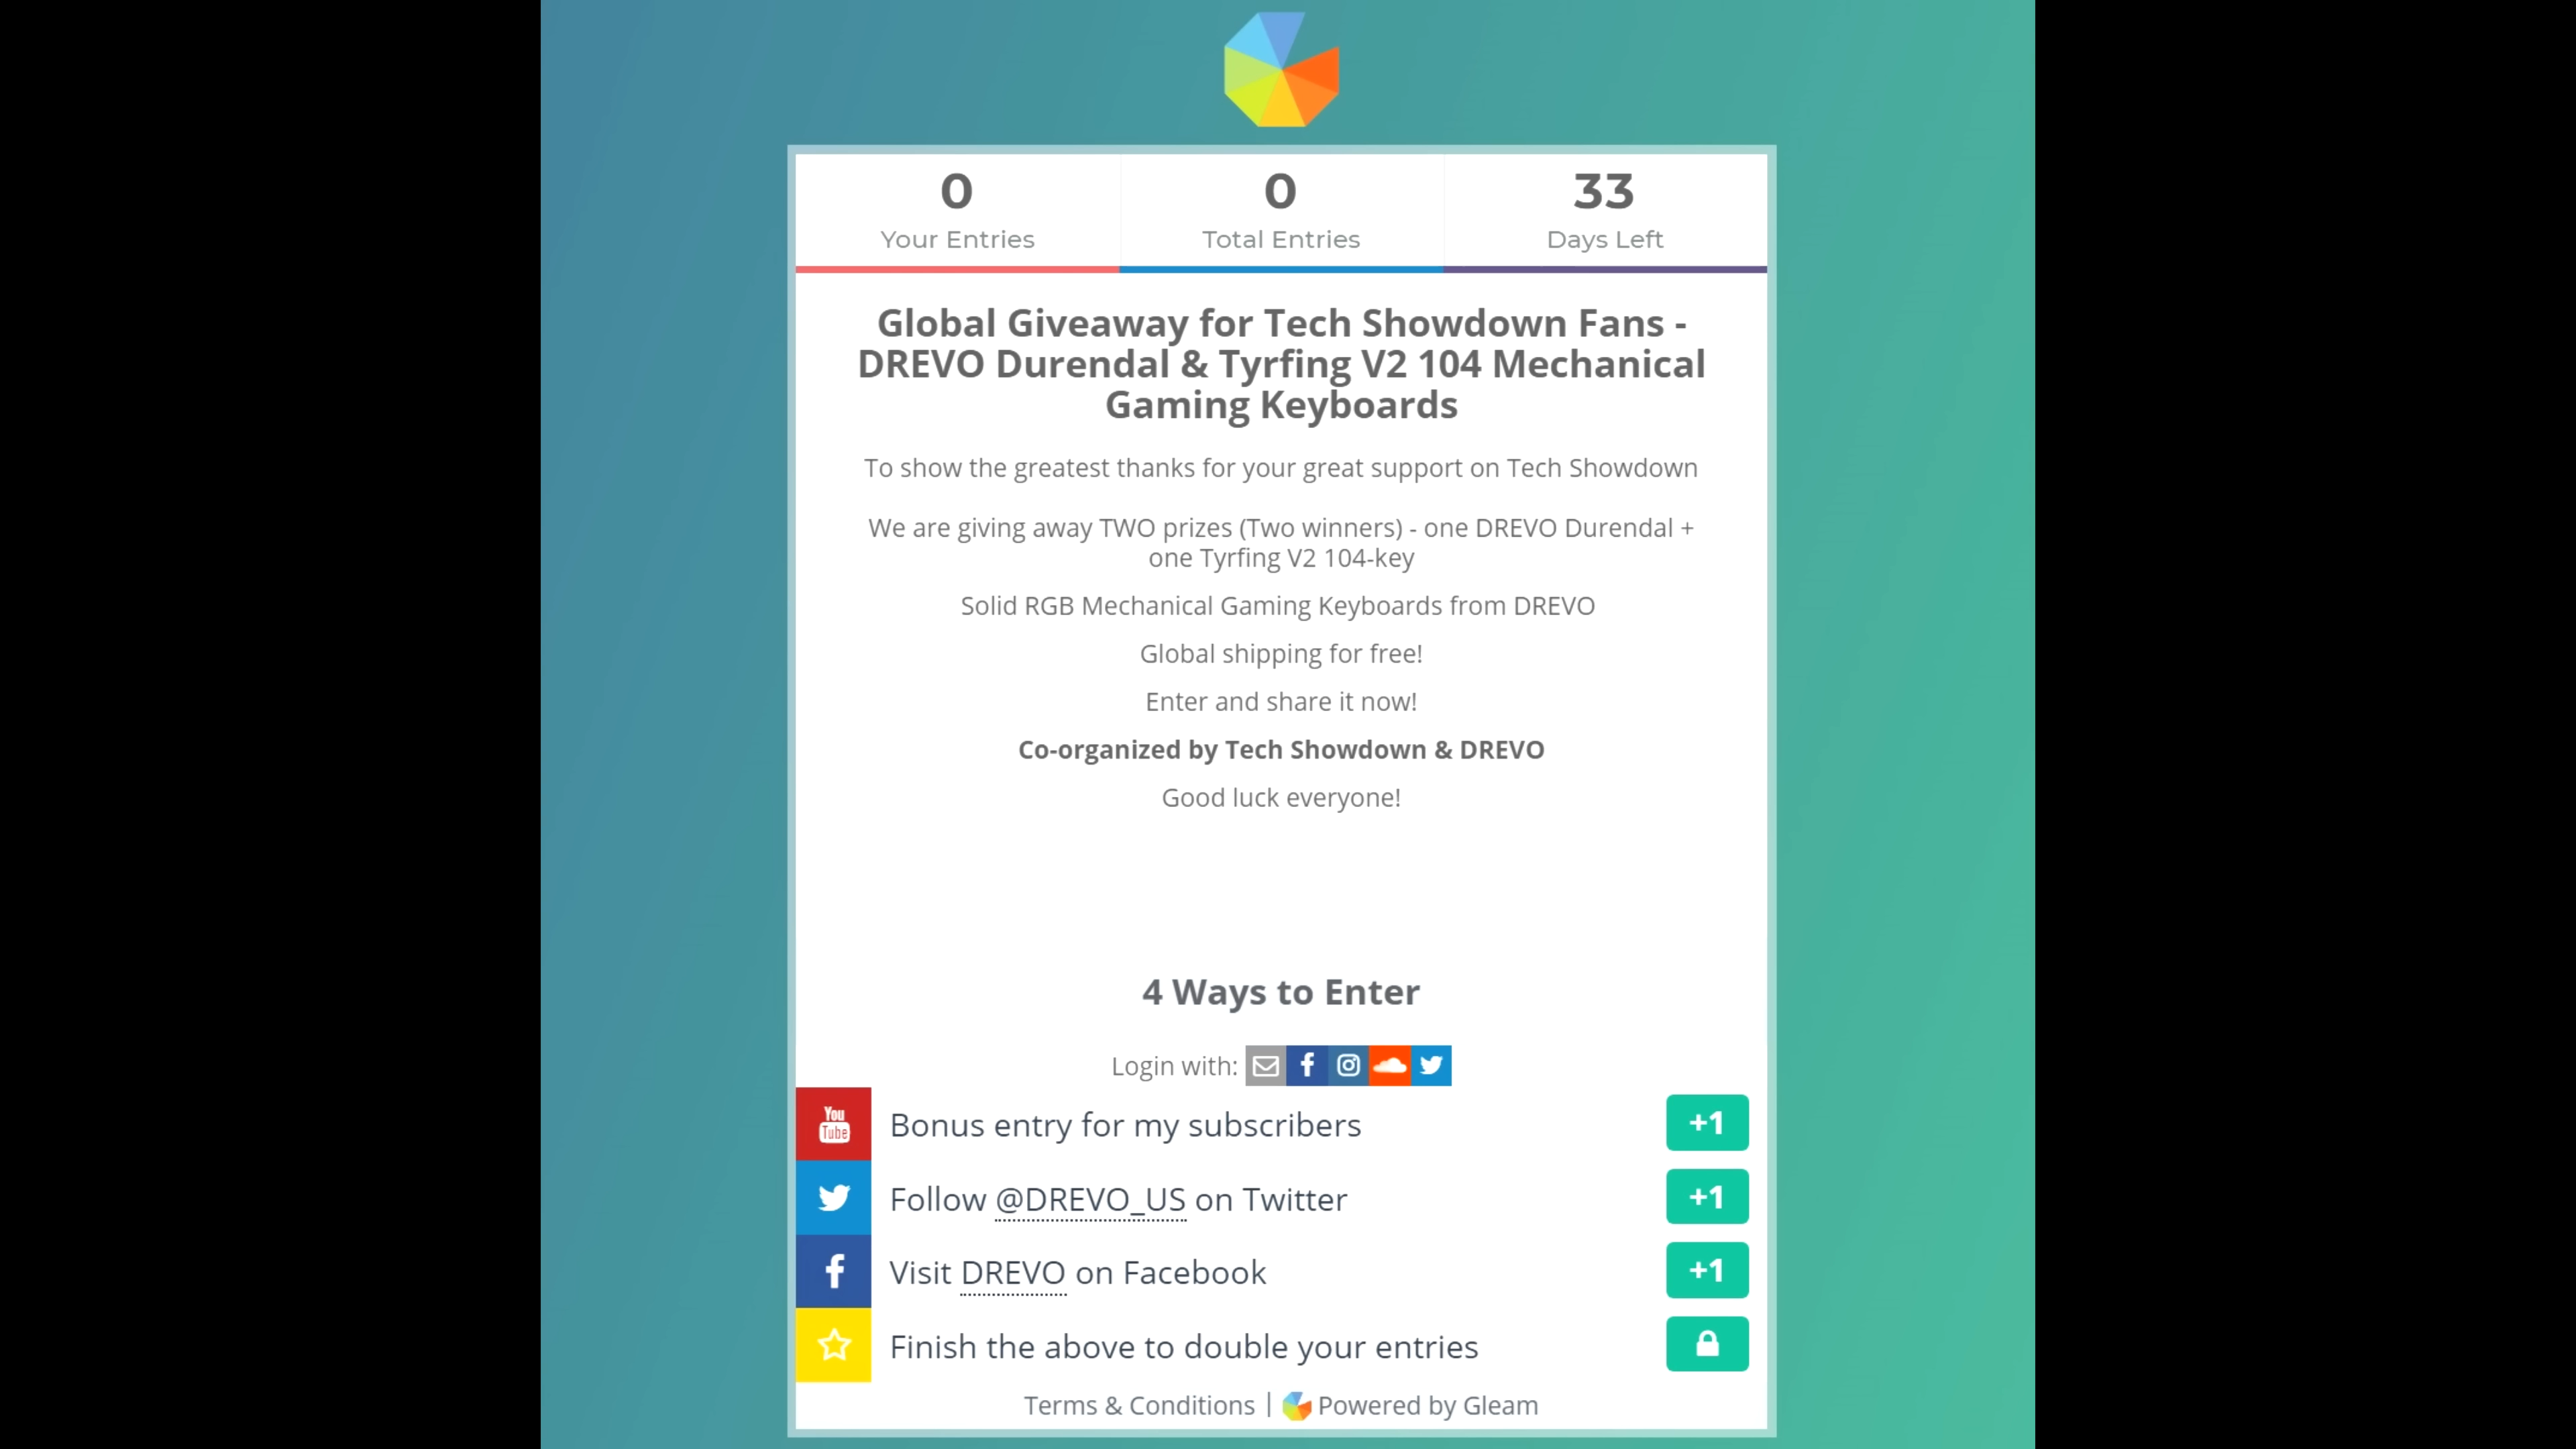 0
Your Entries
0
Total Entries
33
Days Left
Global Giveaway for Tech Showdown Fans -
DREVO Durendal & Tyrfing V2 104 Mechanical
Gaming Keyboards
To show the greatest thanks for your great support on Tech Showdown
We are giving away TWO prizes (Two winners) - one DREVO Durendal +
one Tyrfing V2 104-key
Solid RGB Mechanical Gaming Keyboards from DREVO
Global shipping for free!
Enter and share it now!
Co-organized by Tech Showdown & DREVO
Good luck everyone!
4 Ways to Enter
Login with:
You
Tube
Bonus entry for my subscribers
+1
Follow @DREVO_US on Twitter
+1
Visit DREVO on Facebook
+1
Finish the above to double your entries
Terms & Conditions | Powered by Gleam